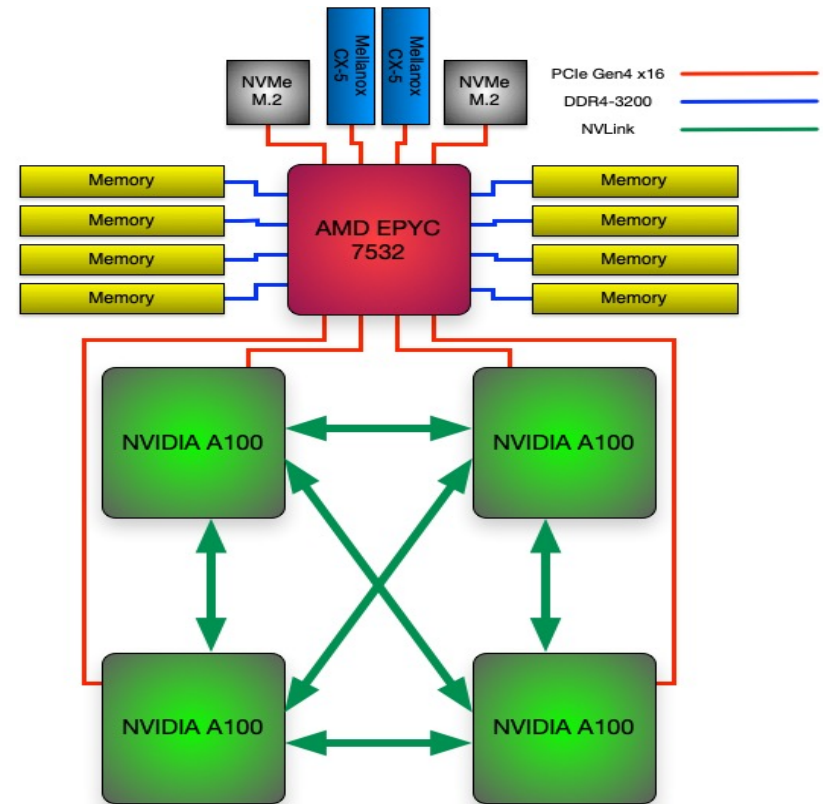 NVMe
M.2
Mellanox
CX-5
Mellanox
CX-5
NVMe
M.2
PCIe Gen4 x16
DDR4-3200
NVLink
Memory
Memory
Memory
Memory
AMD EPYC
7532
Memory
Memory
Memory
Memory
NVIDIA A100
NVIDIA A100
NVIDIA A100
NVIDIA A100